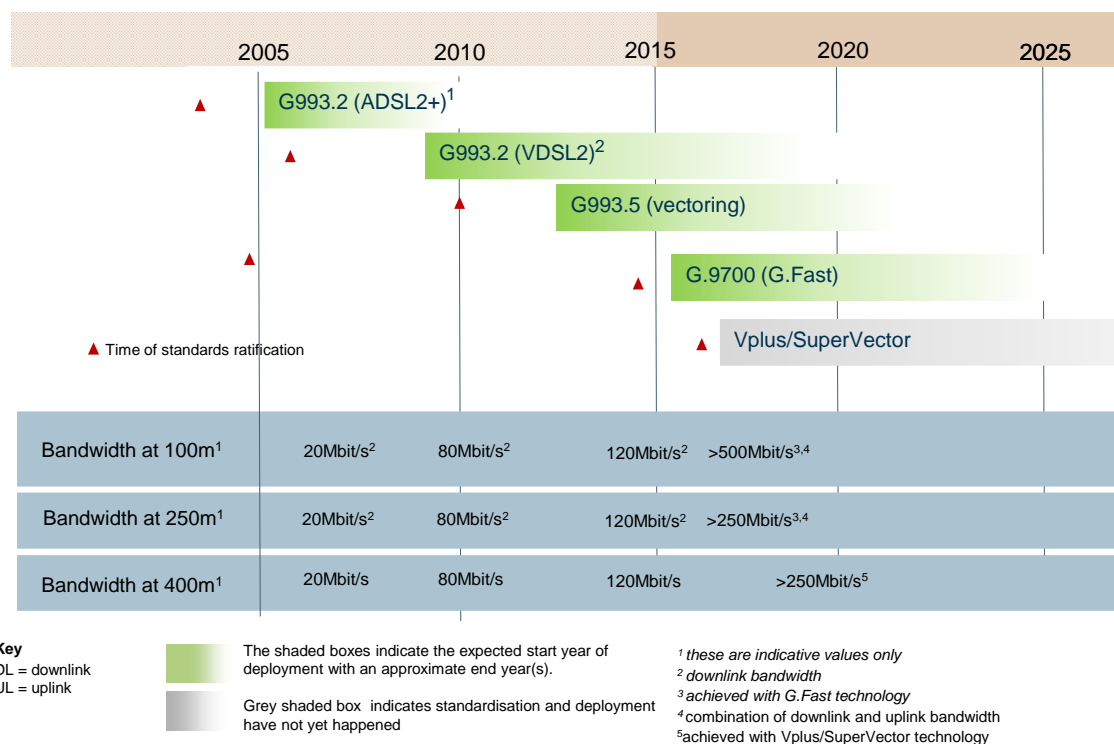 2005 2010 2015 2020 2025
G993.2 (ADSL2+)¹
G993.2 (VDSL2)²
G993.5 (vectoring)
G.9700 (G.Fast)
Vplus/SuperVector
Time of standards ratification
Bandwidth at 100m¹ 20Mbit/s² 80Mbit/s² 120Mbit/s² >500Mbit/s³,⁴
Bandwidth at 250m¹ 20Mbit/s² 80Mbit/s² 120Mbit/s² >250Mbit/s³,⁴
Bandwidth at 400m¹ 20Mbit/s 80Mbit/s 120Mbit/s >250Mbit/s⁵
Key
DL = downlink
UL = uplink
The shaded boxes indicate the expected start year of
deployment with an approximate end year(s).
Grey shaded box indicates standardisation and deployment
have not yet happened
¹ these are indicative values only
² downlink bandwidth
³ achieved with G.Fast technology
⁴ combination of downlink and uplink bandwidth
⁵achieved with Vplus/SuperVector technology